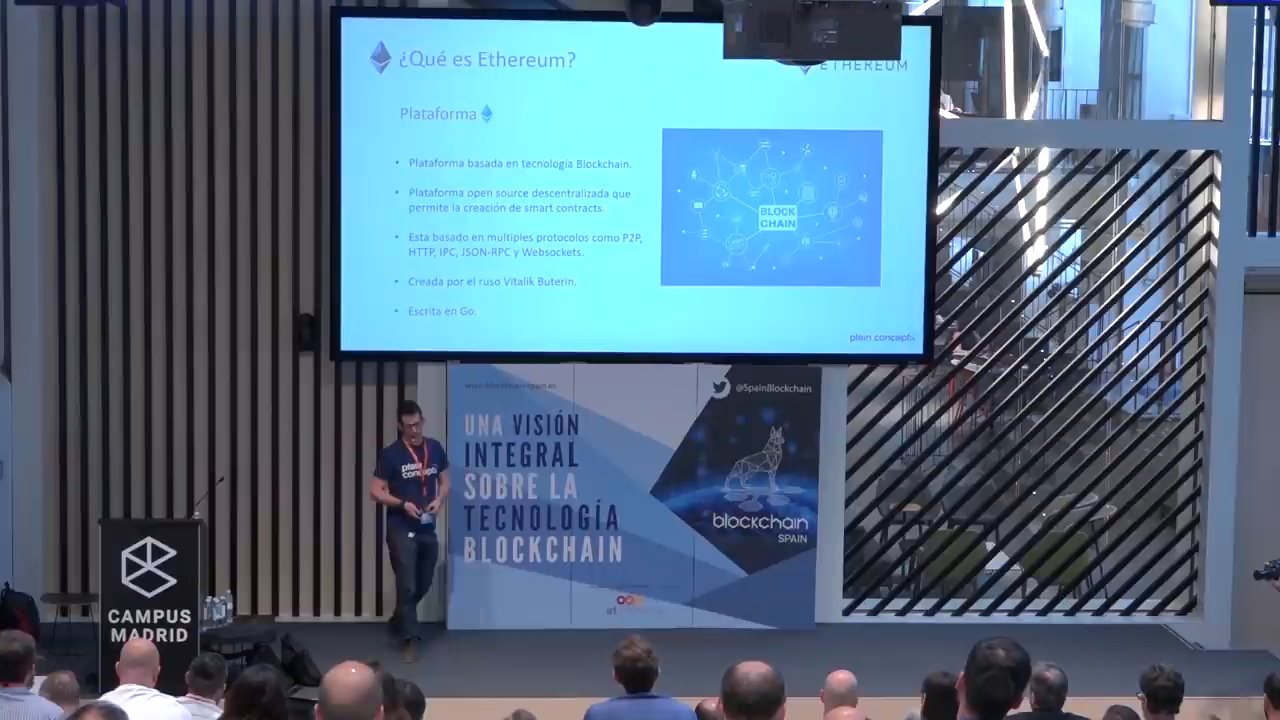 ¿Qué es Ethereum?
ETHEREUM
Plataforma
• Plataforma basada en tecnología Blockchain.
• Plataforma open source descentralizada que
permite la creación de smart contracts.
• Esta basado en multiples protocolos como P2P,
HTTP, IPC, JSON-RPC y Websockets.
• Creada por el ruso Vitalik Buterin.
• Escrita en Go.
BLOCK
CHAIN
plain concepts
www.blockchainspain.es
@SpainBlockchain
UNA VISIÓN
INTEGRAL
SOBRE LA
TECNOLOGÍA
BLOCKCHAIN
blockchain
SPAIN
plain
concepts
CAMPUS
MADRID